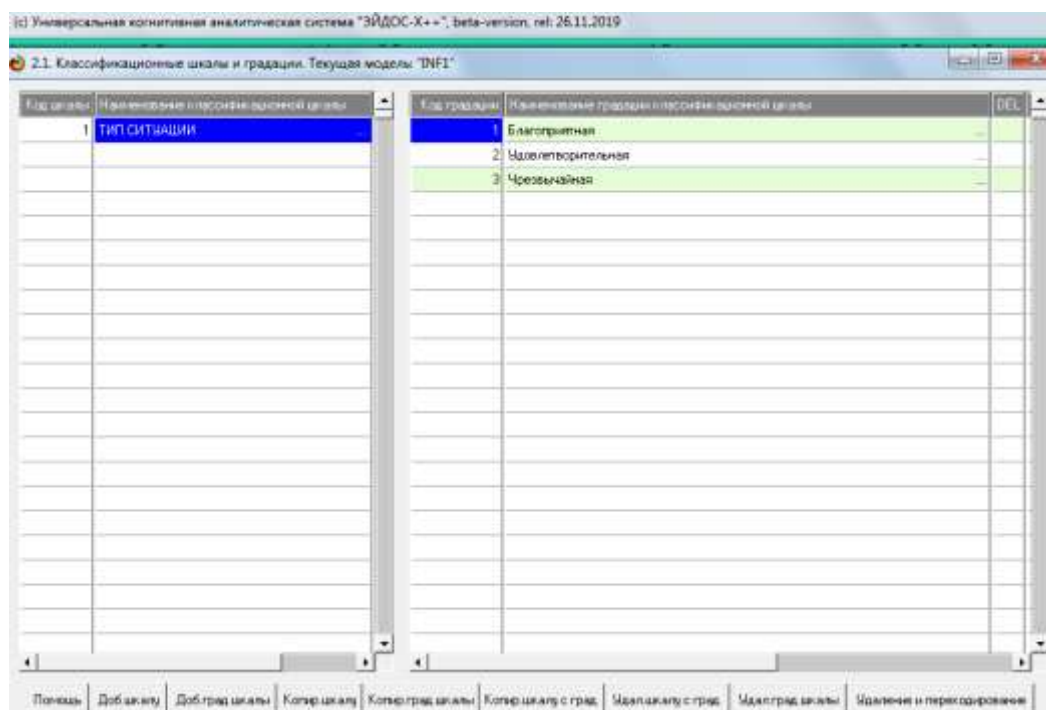 (c) Универсальная когнитивная аналитическая система "ЭЙДОС-X++", beta-version, rel: 26.11.2019
2.1. Классификационные шкалы и градации. Текущая модель: "INF1"
Код шкалы Наименование классификационной шкалы Код градации Наименование градации классификационной шкалы DEL
1 ТИП СИТУАЦИИ ... 1 Благоприятная ...
2 Удовлетворительная ...
3 Чрезвычайная ...
Помощь Доб.шкалу Доб.град.шкалы Копир.шкалу Копир.град.шкалы Копир.шкалу с град. Удал.шкалу с град. Удал.град.шкалы Удаление и перекодирование